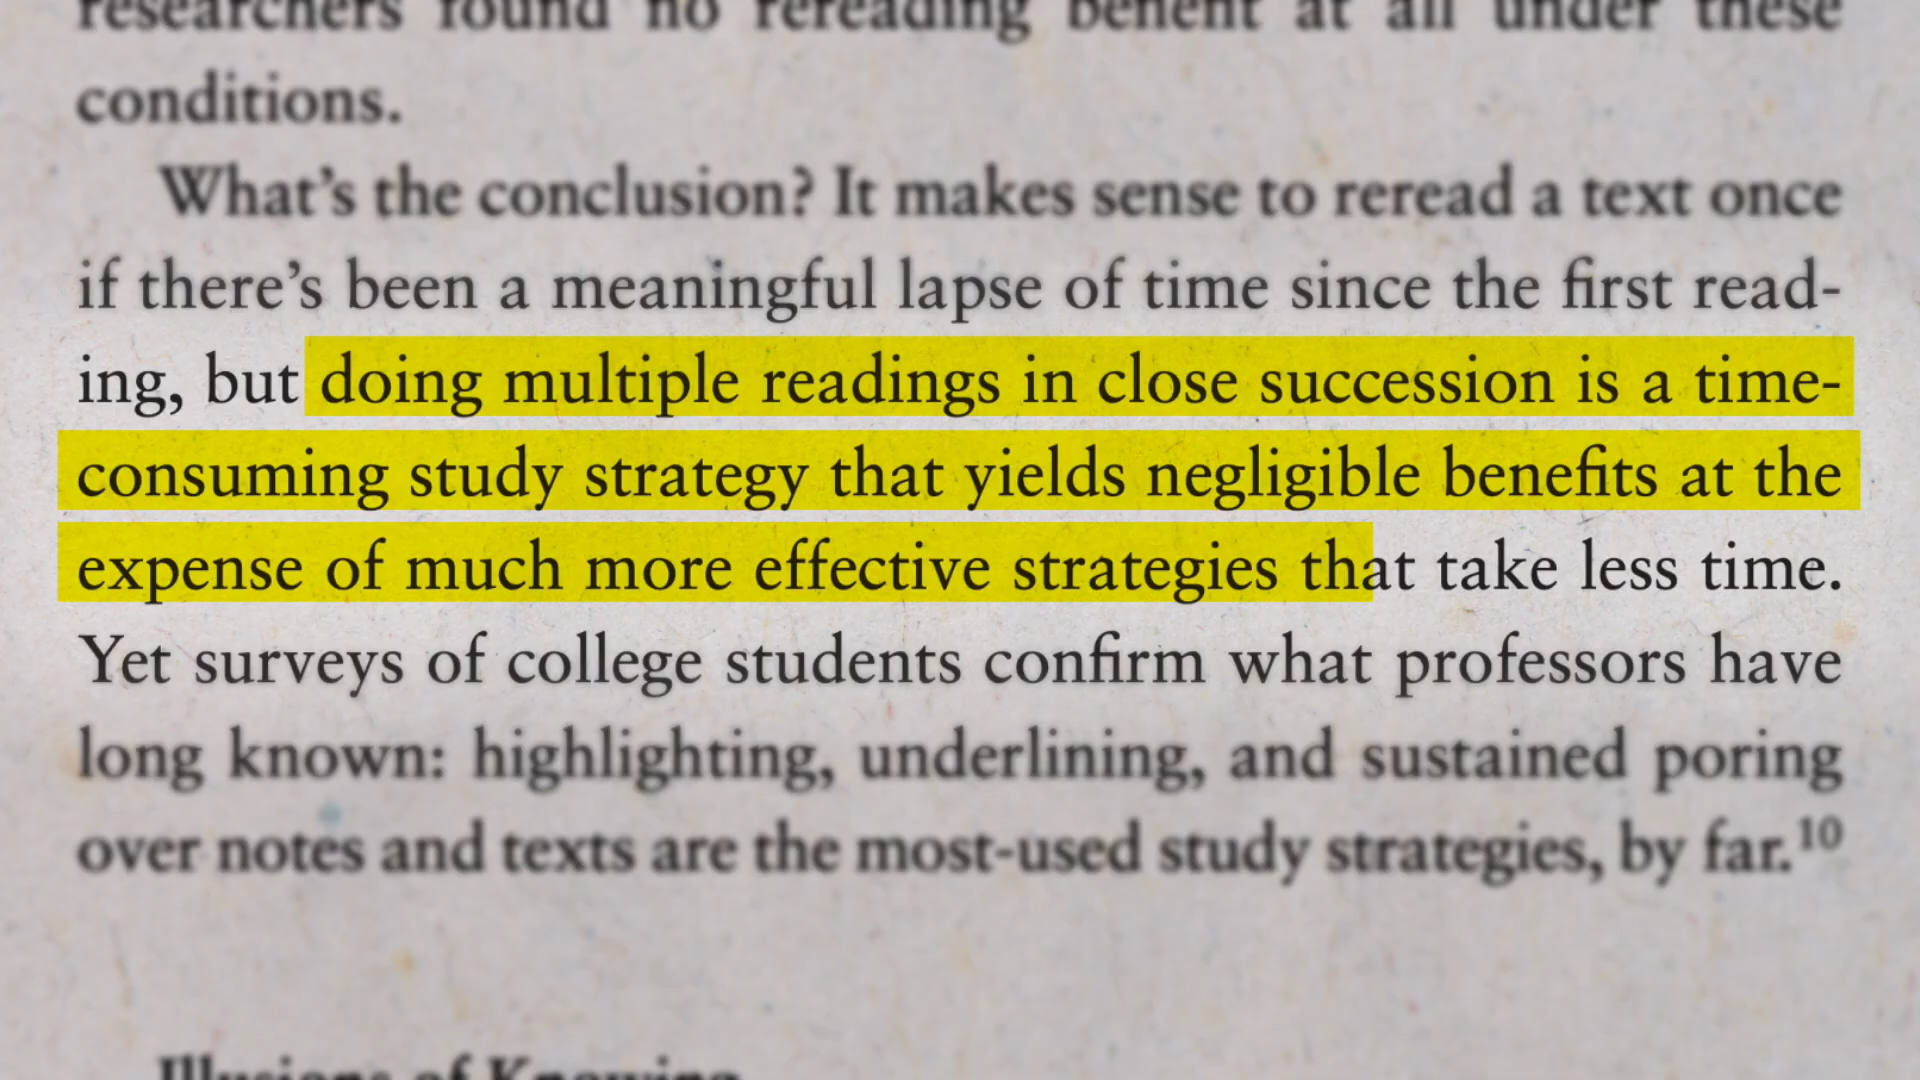 researchers found no rereading benefit at all under these
conditions.
What’s the conclusion? It makes sense to reread a text once
if there’s been a meaningful lapse of time since the first read-
ing, but doing multiple readings in close succession is a time-
consuming study strategy that yields negligible benefits at the
expense of much more effective strategies that take less time.
Yet surveys of college students confirm what professors have
long known: highlighting, underlining, and sustained poring
over notes and texts are the most-used study strategies, by far.10
Illusions of Knowing